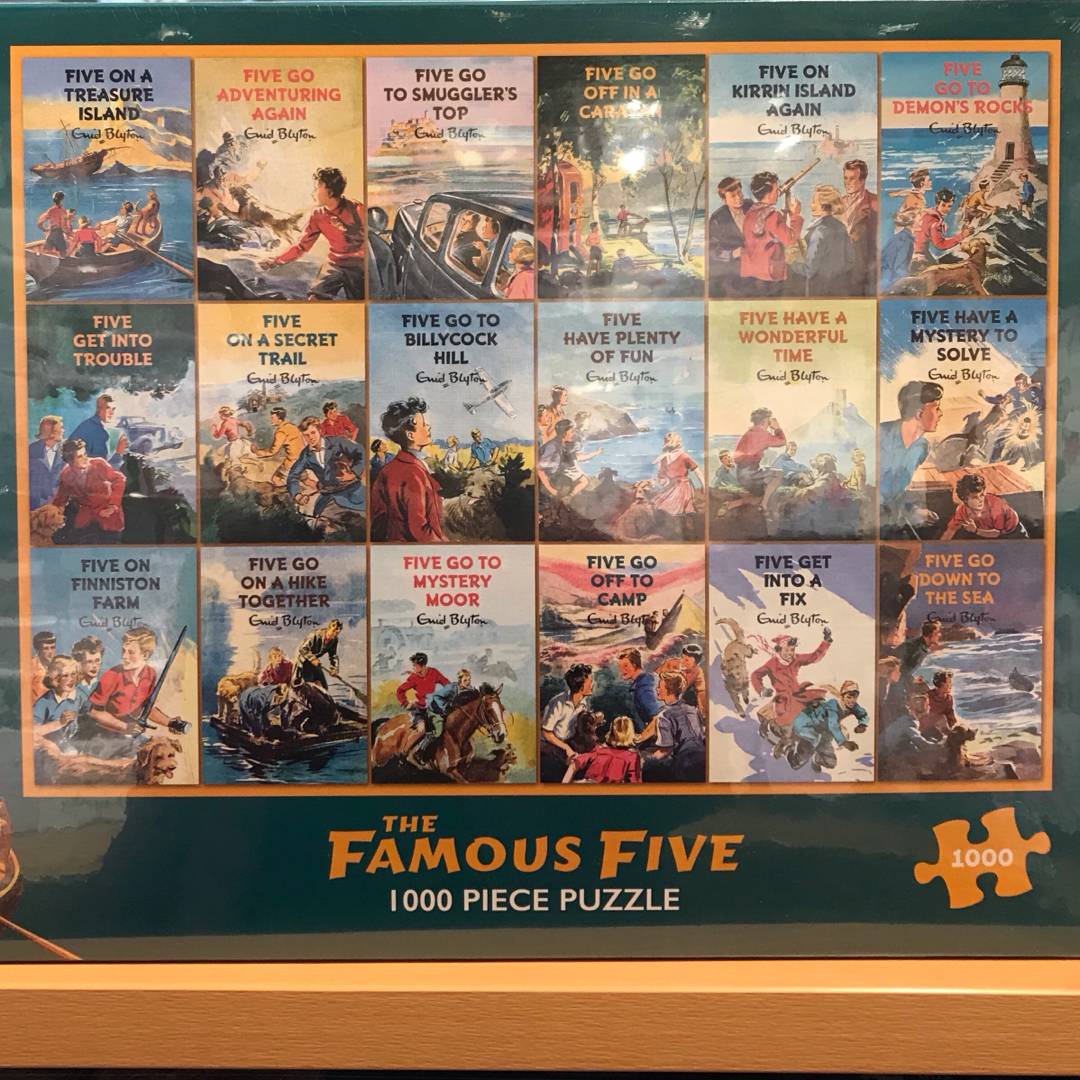 FIVE ON A
TREASURE
ISLAND
Enid Blyton
FIVE GO
ADVENTURING
AGAIN
Enid Blyton
FIVE GO
TO SMUGGLER'S
TOP
Enid Blyton
FIVE GO
OFF IN A
CARAVAN
FIVE ON
KIRRIN ISLAND
AGAIN
Enid Blyton
FIVE
GO TO
DEMON'S ROCKS
Enid Blyton
FIVE
GET INTO
TROUBLE
FIVE
ON A SECRET
TRAIL
Enid Blyton
FIVE GO TO
BILLYCOCK
HILL
Enid Blyton
FIVE
HAVE PLENTY
OF FUN
Enid Blyton
FIVE HAVE A
WONDERFUL
TIME
Enid Blyton
FIVE HAVE A
MYSTERY TO
SOLVE
Enid Blyton
FIVE ON
FINNISTON
FARM
Enid Blyton
FIVE GO
ON A HIKE
TOGETHER
Enid Blyton
FIVE GO TO
MYSTERY
MOOR
Enid Blyton
FIVE GO
OFF TO
CAMP
Enid Blyton
FIVE GET
INTO A
FIX
Enid Blyton
FIVE GO
DOWN TO
THE SEA
Enid Blyton
THE
FAMOUS FIVE
1000 PIECE PUZZLE
1000